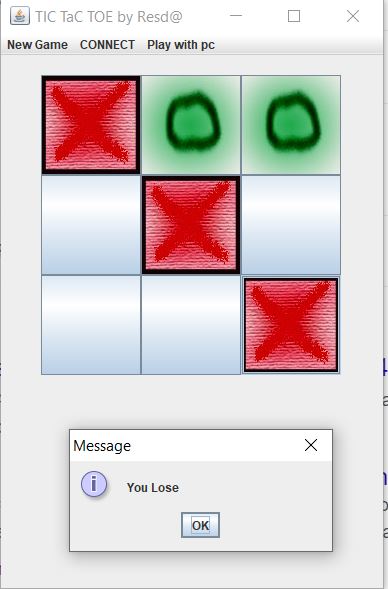 TIC TaC TOE by Resd@
New Game CONNECT Play with pc
Message
You Lose
OK